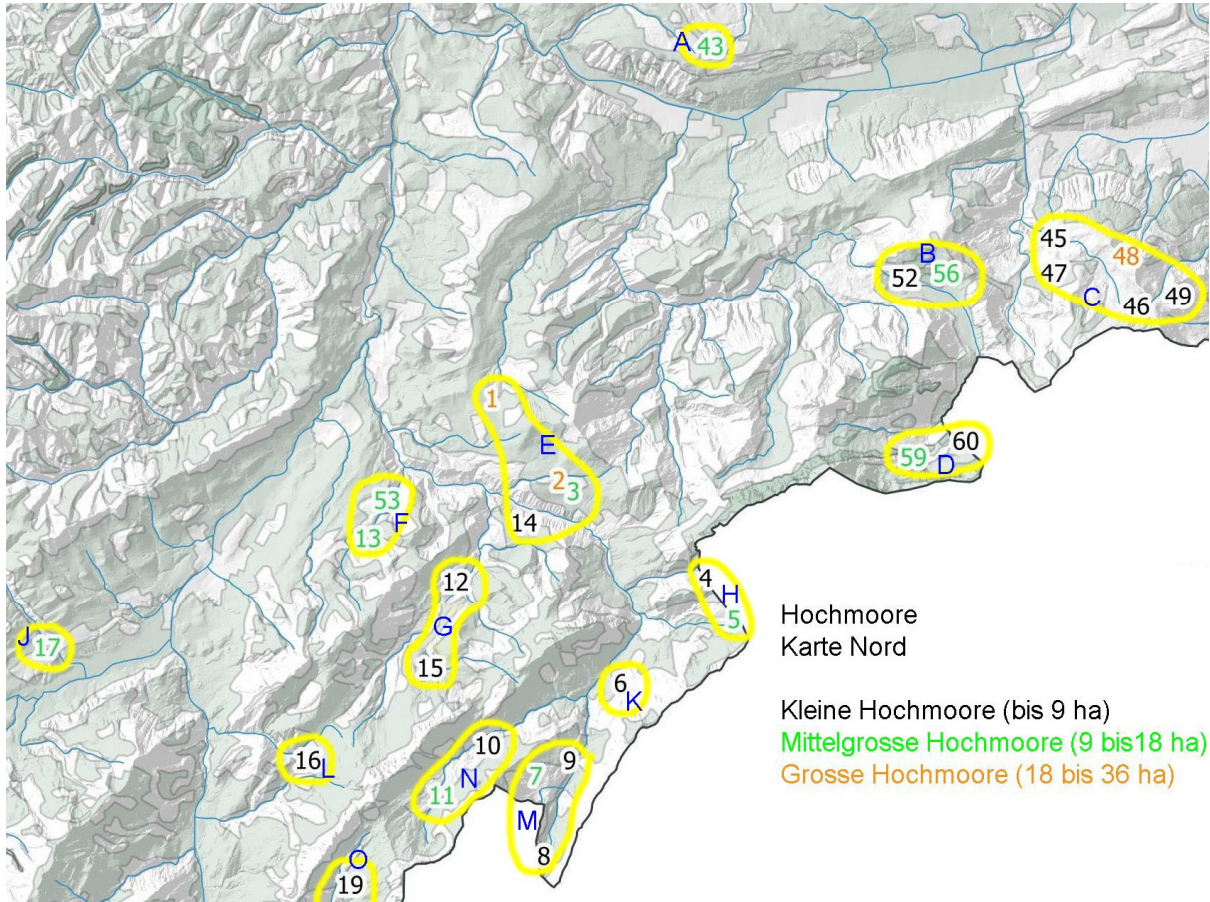 A 43
B
52 56
45
48
47
C 46 49
1
E
2 3
14
60
59 D
53
F
13
12
G
15
4
H
5
J 17
6
K
16 L
10
N
11
9
7
M
8
O
19
Hochmoore
Karte Nord
Kleine Hochmoore (bis 9 ha)
Mittelgrosse Hochmoore (9 bis18 ha)
Grosse Hochmoore (18 bis 36 ha)